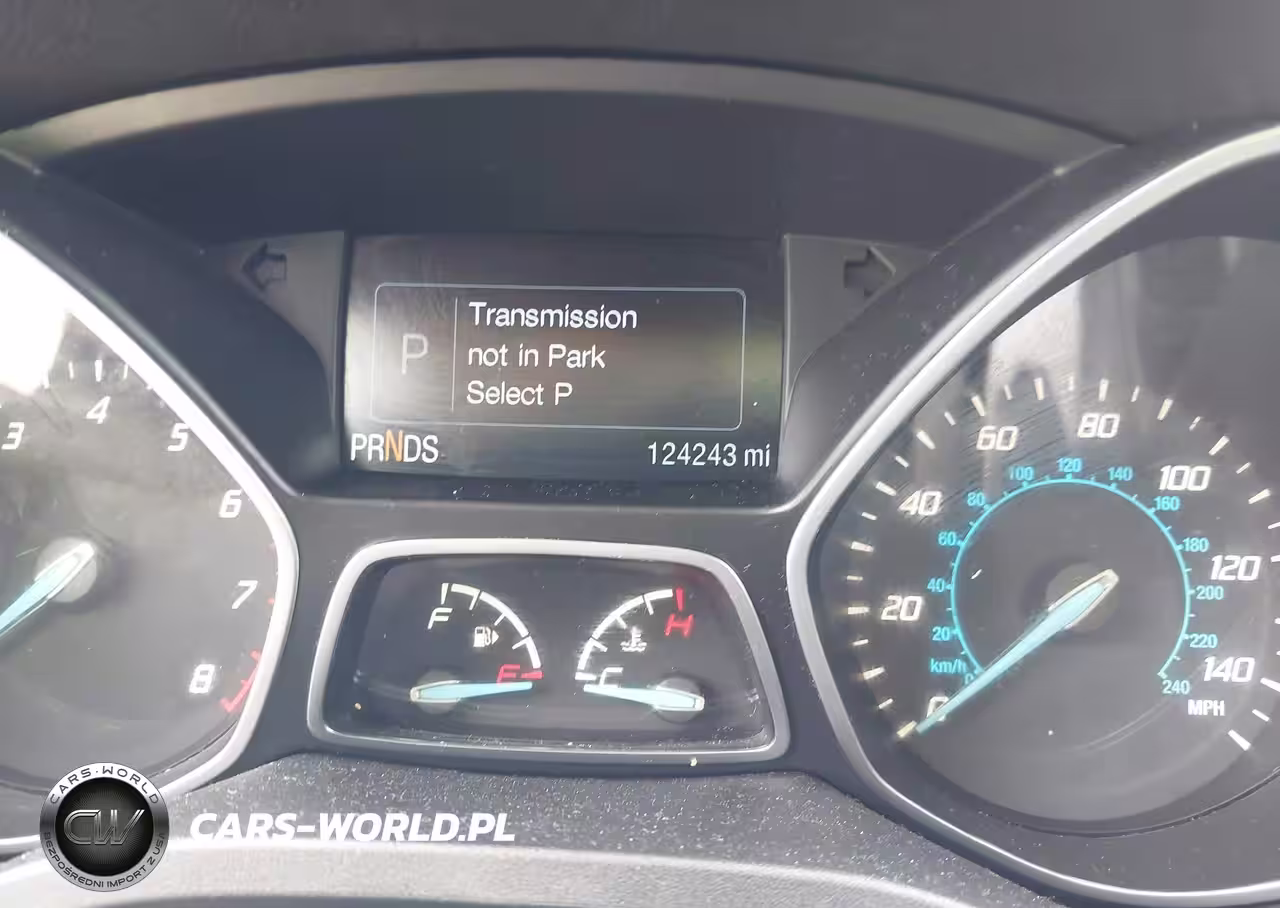 Transmission
P
not in Park
Select P
PRNDS
124243 mi
3
4
5
6
7
8
F
E
H
C
0
20
40
60
80
100
120
140
MPH
km/h
0
20
40
60
80
100
120
140
160
180
200
220
240
CARS-WORLD
CW
BEZPOŚREDNI IMPORT Z USA
CARS-WORLD.PL